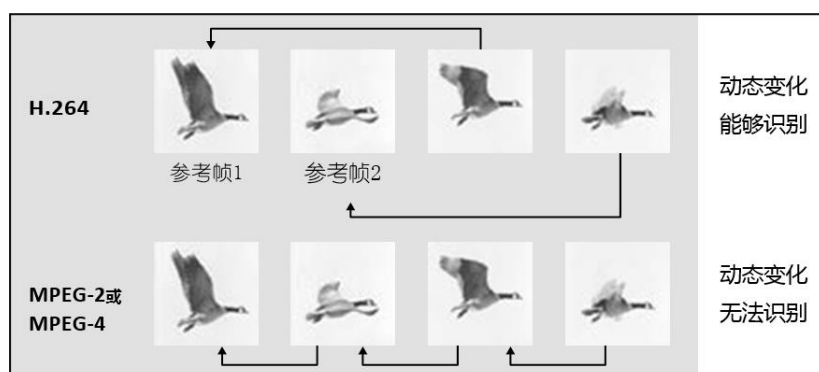 H.264
动态变化
能够识别
参考帧1
参考帧2
MPEG-2或
MPEG-4
动态变化
无法识别